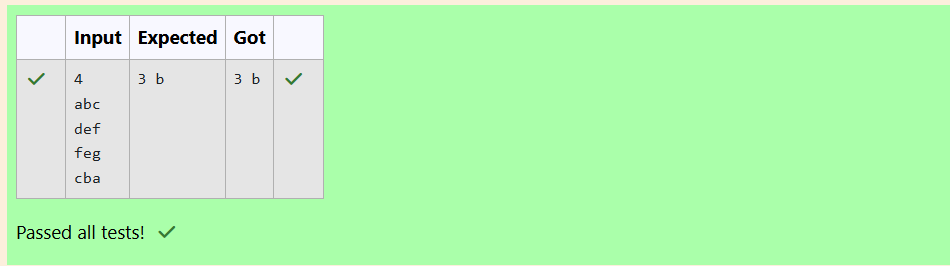 Input Expected Got
4 3 b 3 b
abc
def
feg
cba
Passed all tests!